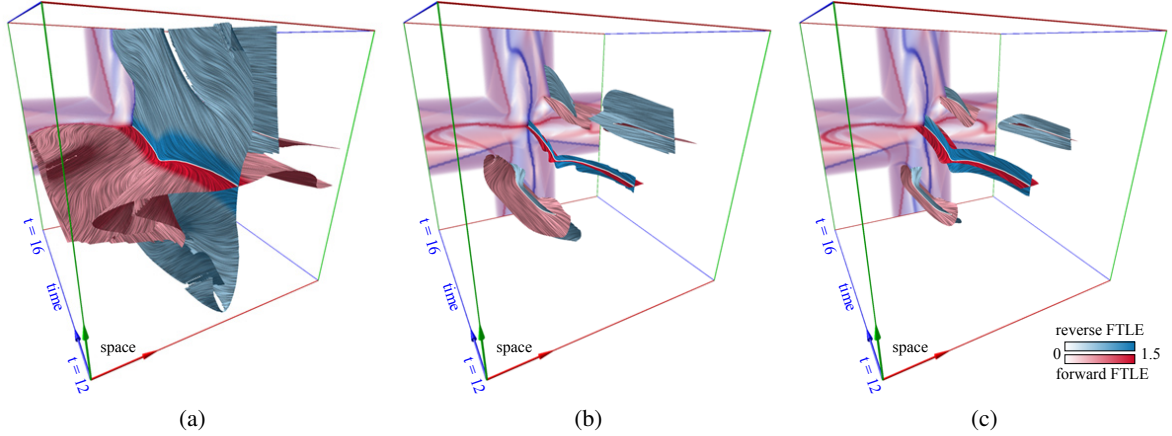 t = 16
time
t = 12
space
t = 16
time
t = 12
space
t = 16
time
t = 12
space
reverse FTLE
0 1.5
forward FTLE
(a) (b) (c)